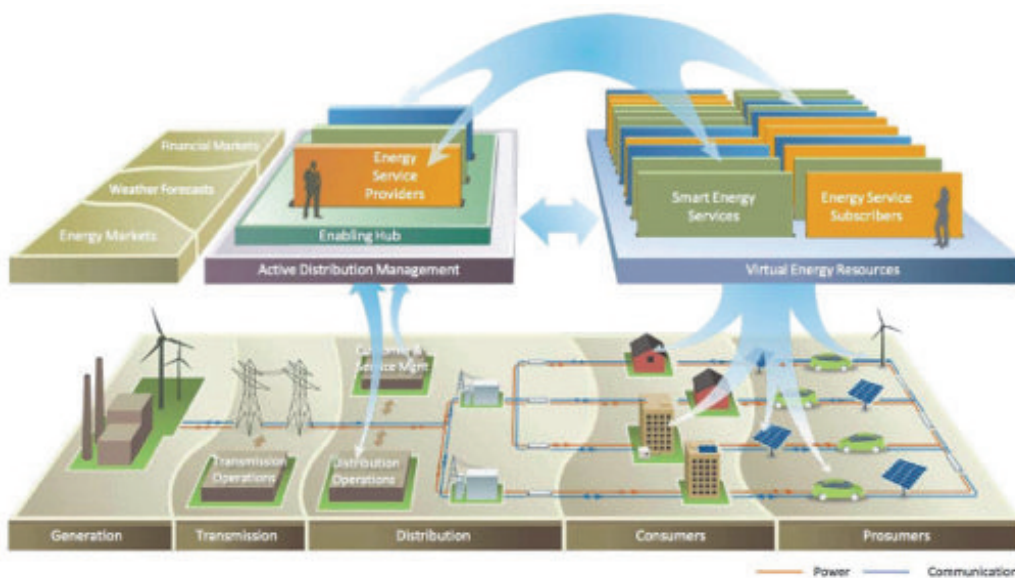 Financial Markets
Weather Forecasts
Energy Markets
Energy
Service
Providers
Enabling Hub
Active Distribution Management
Smart Energy
Services
Energy Service
Subscribers
Virtual Energy Resources
Customer &
Service Mgmt
Transmission
Operations
Distribution
Operations
Generation
Transmission
Distribution
Consumers
Prosumers
Power
Communication